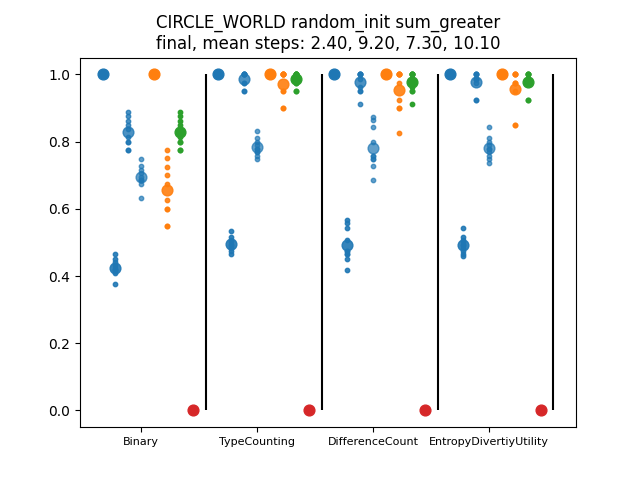 CIRCLE_WORLD random_init sum_greater
final, mean steps: 2.40, 9.20, 7.30, 10.10
1.0
0.8
0.6
0.4
0.2
0.0
Binary TypeCounting DifferenceCount EntropyDivertiyUtility